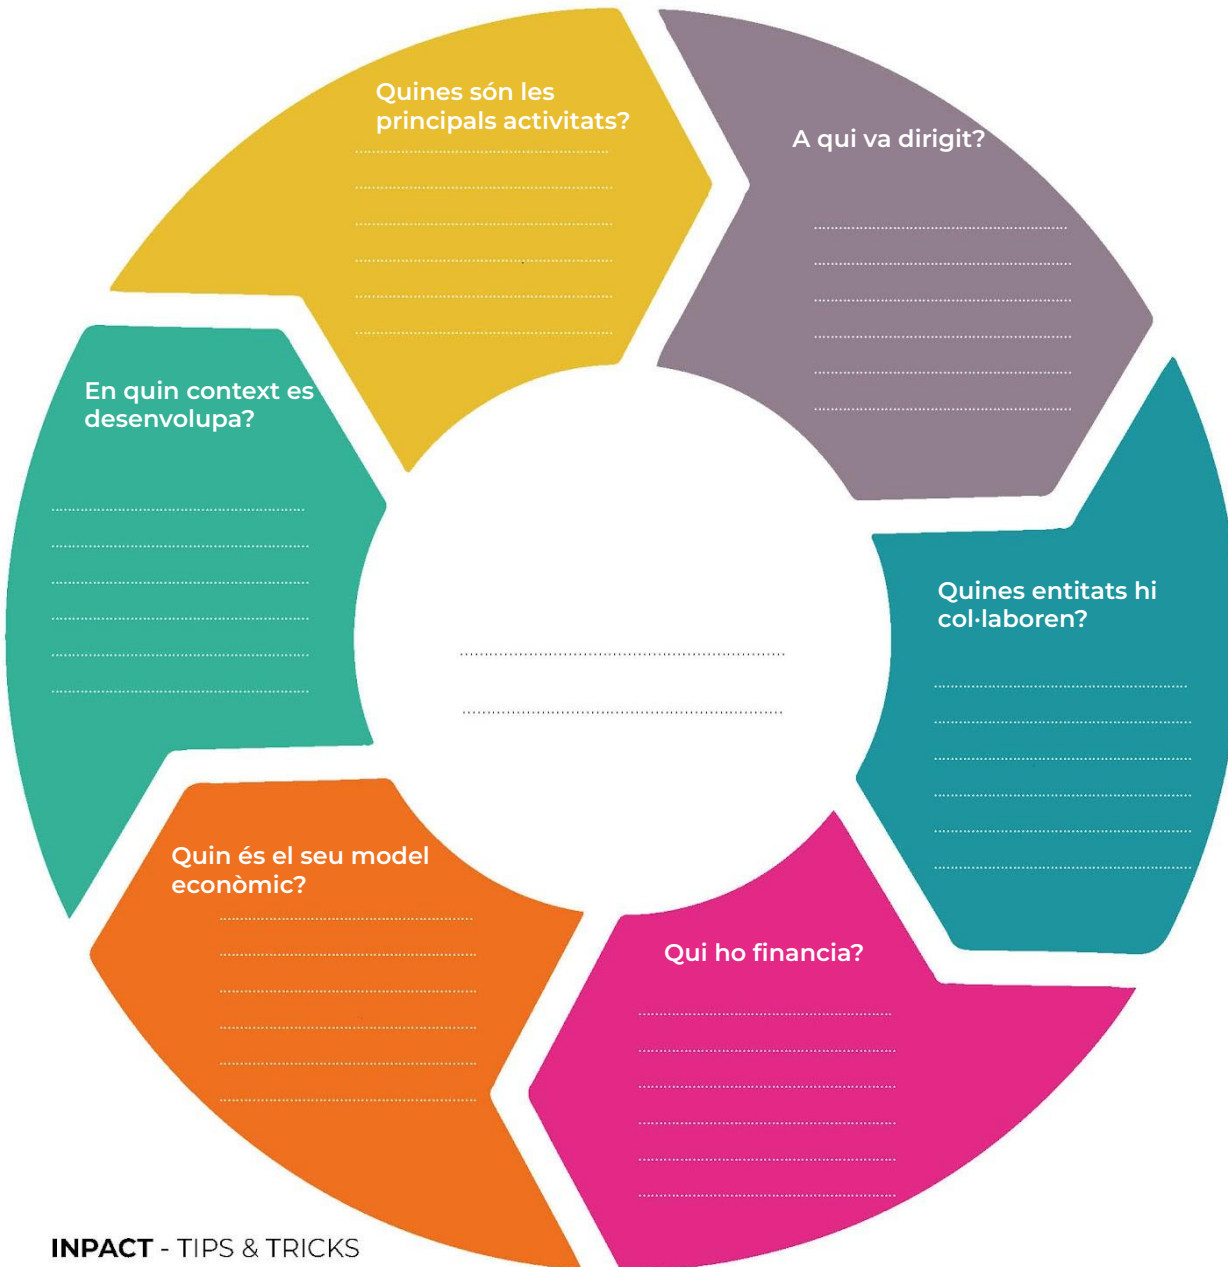 Quines són les
principals activitats?
A qui va dirigit?
En quin context es
desenvolupa?
Quines entitats hi
col·laboren?
Quin és el seu model
econòmic?
Qui ho financia?
INPACT - TIPS & TRICKS